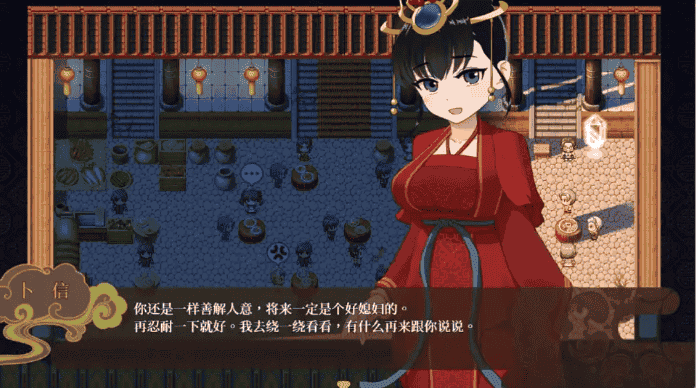 卜信
你还是一样善解人意，将来一定是个好媳妇的。
再忍耐一下就好。我去绕一绕看看，有什么再来跟你说说。